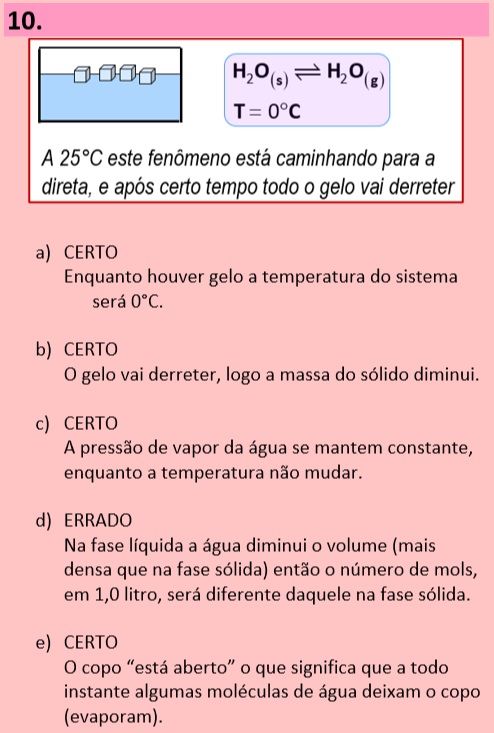 10.
H₂O(s) ⇌ H₂O(g)
T= 0°C
A 25°C este fenômeno está caminhando para a
direta, e após certo tempo todo o gelo vai derreter
a) CERTO
Enquanto houver gelo a temperatura do sistema
será 0°C.
b) CERTO
O gelo vai derreter, logo a massa do sólido diminui.
c) CERTO
A pressão de vapor da água se mantem constante,
enquanto a temperatura não mudar.
d) ERRADO
Na fase líquida a água diminui o volume (mais
densa que na fase sólida) então o número de mols,
em 1,0 litro, será diferente daquele na fase sólida.
e) CERTO
O copo “está aberto” o que significa que a todo
instante algumas moléculas de água deixam o copo
(evaporam).